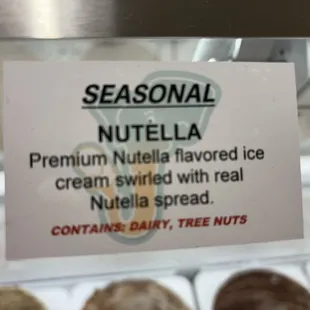 SEASONAL
NUTELLA
Premium Nutella flavored ice
cream swirled with real
Nutella spread.
CONTAINS: DAIRY, TREE NUTS